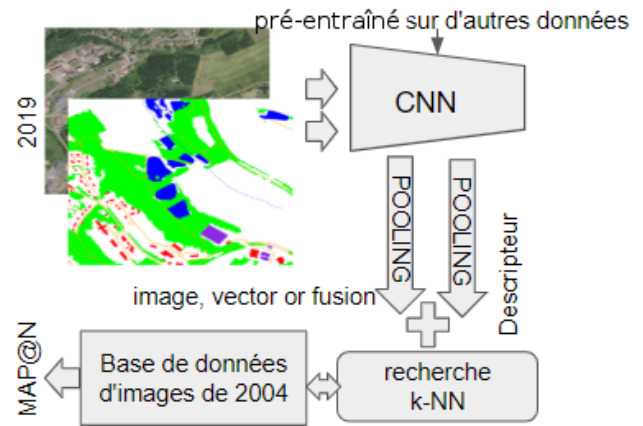 pré-entraîné sur d'autres données
2019
CNN
POOLING
POOLING
Descripteur
image, vector or fusion
MAP@N
Base de données
d'images de 2004
recherche
k-NN